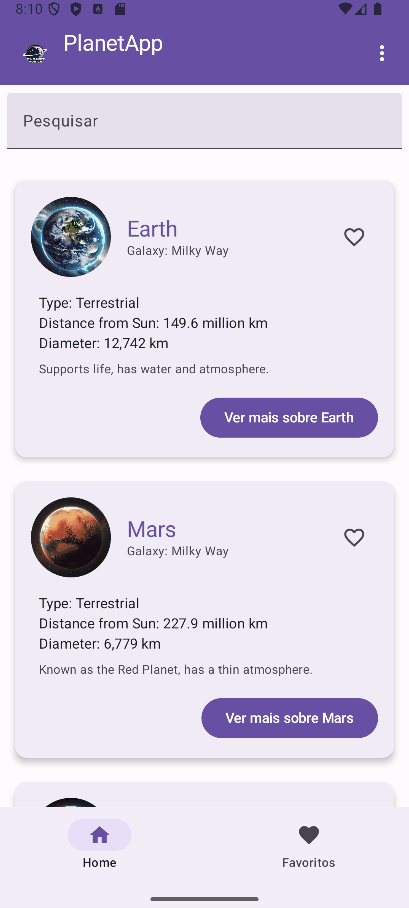 8:10
PlanetApp
Pesquisar
Earth
Galaxy: Milky Way
Type: Terrestrial
Distance from Sun: 149.6 million km
Diameter: 12,742 km
Supports life, has water and atmosphere.
Ver mais sobre Earth
Mars
Galaxy: Milky Way
Type: Terrestrial
Distance from Sun: 227.9 million km
Diameter: 6,779 km
Known as the Red Planet, has a thin atmosphere.
Ver mais sobre Mars
Home
Favoritos